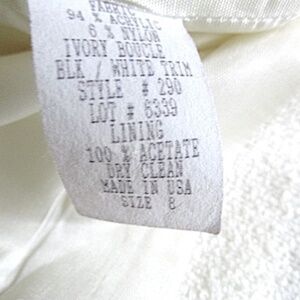 FABRIC
94 % ACRYLIC
6 % NYLON
IVORY BOUCLE
BLK / WHITE TRIM
STYLE # 290
LOT # 6339
LINING
100 % ACETATE
DRY CLEAN
MADE IN USA
SIZE 8